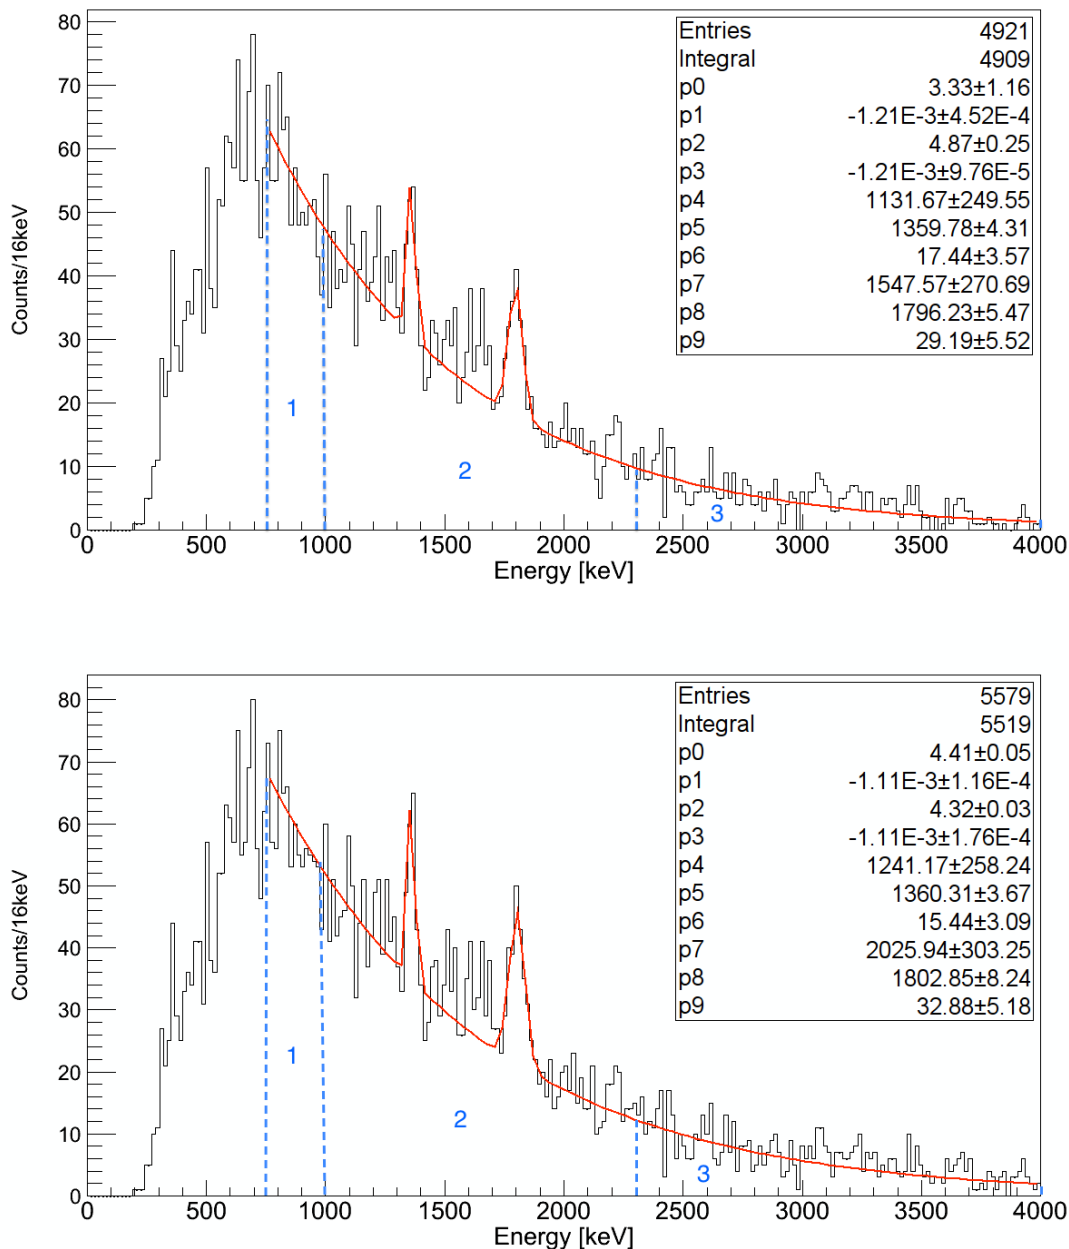 80
70
60
50
40
30
20
10
0
Counts/16keV
Entries 4921
Integral 4909
p0 3.33±1.16
p1 -1.21E-3±4.52E-4
p2 4.87±0.25
p3 -1.21E-3±9.76E-5
p4 1131.67±249.55
p5 1359.78±4.31
p6 17.44±3.57
p7 1547.57±270.69
p8 1796.23±5.47
p9 29.19±5.52
1
2
3
0 500 1000 1500 2000 2500 3000 3500 4000
Energy [keV]
80
70
60
50
40
30
20
10
0
Counts/16keV
Entries 5579
Integral 5519
p0 4.41±0.05
p1 -1.11E-3±1.16E-4
p2 4.32±0.03
p3 -1.11E-3±1.76E-4
p4 1241.17±258.24
p5 1360.31±3.67
p6 15.44±3.09
p7 2025.94±303.25
p8 1802.85±8.24
p9 32.88±5.18
1
2
3
0 500 1000 1500 2000 2500 3000 3500 4000
Energy [keV]